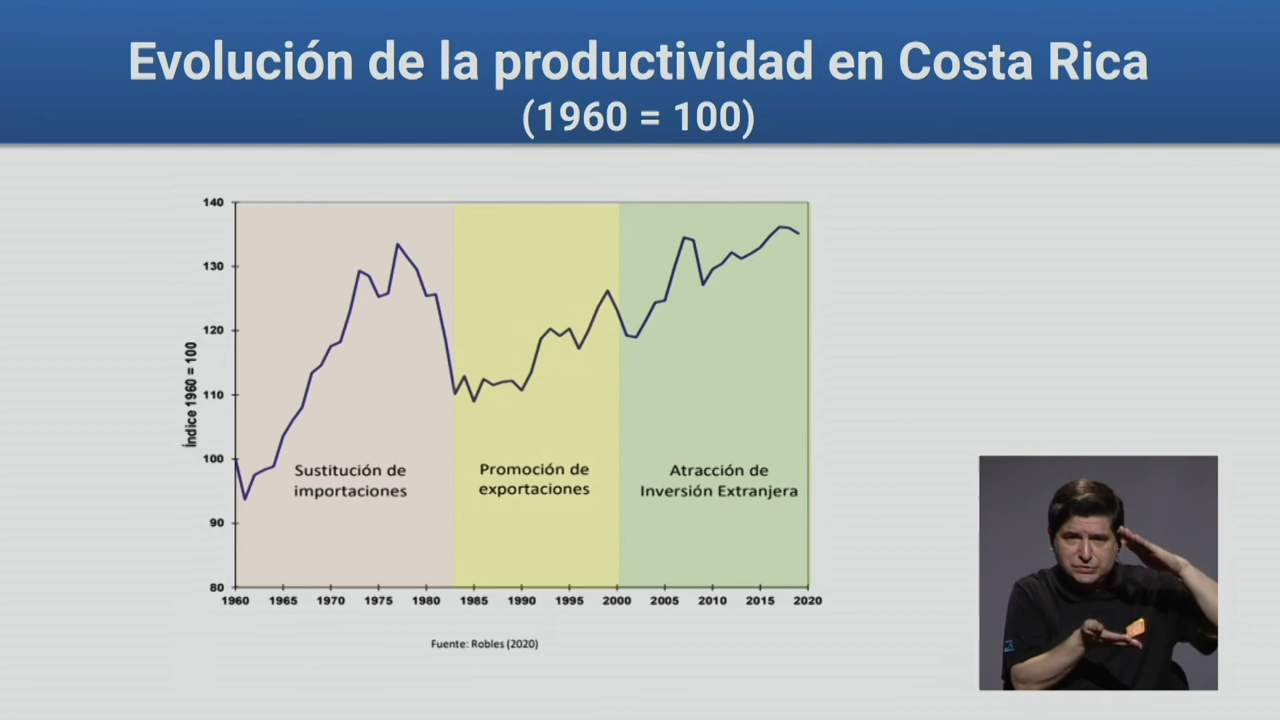 Evolución de la productividad en Costa Rica
(1960 = 100)
140
130
120
110
100
90
80
Índice 1960 = 100
Sustitución de
importaciones
Promoción de
exportaciones
Atracción de
Inversión Extranjera
1960 1965 1970 1975 1980 1985 1990 1995 2000 2005 2010 2015 2020
Fuente: Robles (2020)